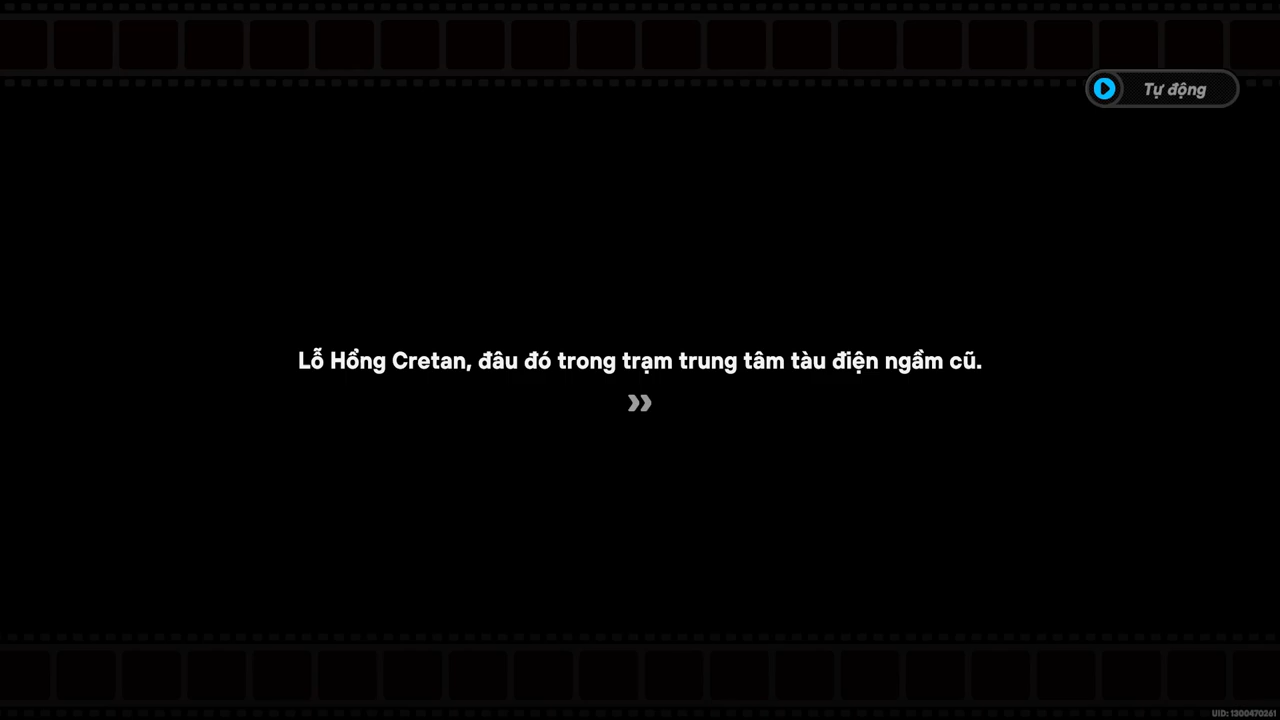 Tự động
Lỗ Hổng Cretan, đâu đó trong trạm trung tâm tàu điện ngầm cũ.
UID: 1300470261